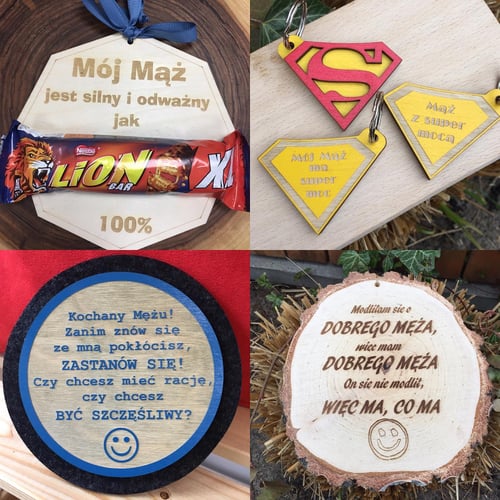 Mój Mąż
jest silny i odważny
jak
Nestlé
LION
BAR
XL
100%
S
Mój Mąż
ma
super
moc
Mąż
z super
mocą
Kochany Mężu!
Zanim znów się
ze mną pokłócisz,
ZASTANÓW SIĘ!
Czy chcesz mieć rację,
czy chcesz
BYĆ SZCZĘŚLIWY?
Modliłam się o
DOBREGO MĘŻA,
więc mam
DOBREGO MĘŻA
On się nie modlił,
WIĘC MA, CO MA